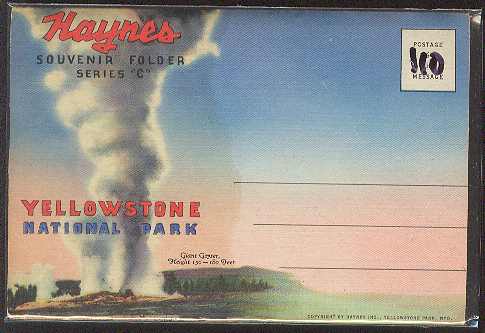 Haynes
SOUVENIR FOLDER
SERIES "C"
POSTAGE
MESSAGE
YELLOWSTONE
NATIONAL PARK
Giant Geyser,
Height 150—180 Feet
COPYRIGHT BY HAYNES INC., YELLOWSTONE PARK, WYO.